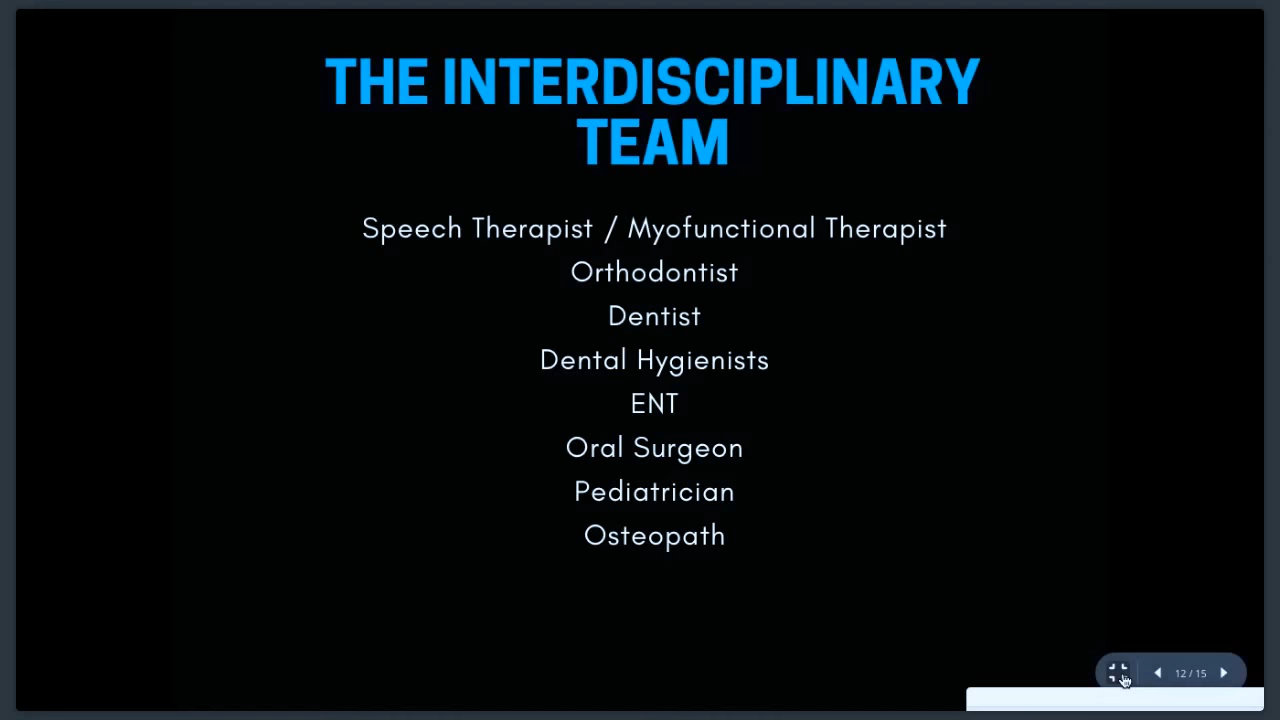 THE INTERDISCIPLINARY
TEAM
Speech Therapist / Myofunctional Therapist
Orthodontist
Dentist
Dental Hygienists
ENT
Oral Surgeon
Pediatrician
Osteopath
12 / 15